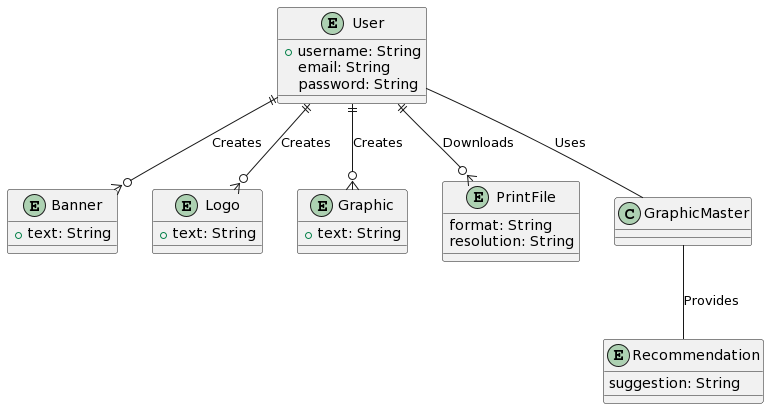 E User
username: String
email: String
password: String
Creates
Creates
Creates
Downloads
Uses
E Banner
text: String
E Logo
text: String
E Graphic
text: String
E PrintFile
format: String
resolution: String
C GraphicMaster
Provides
E Recommendation
suggestion: String